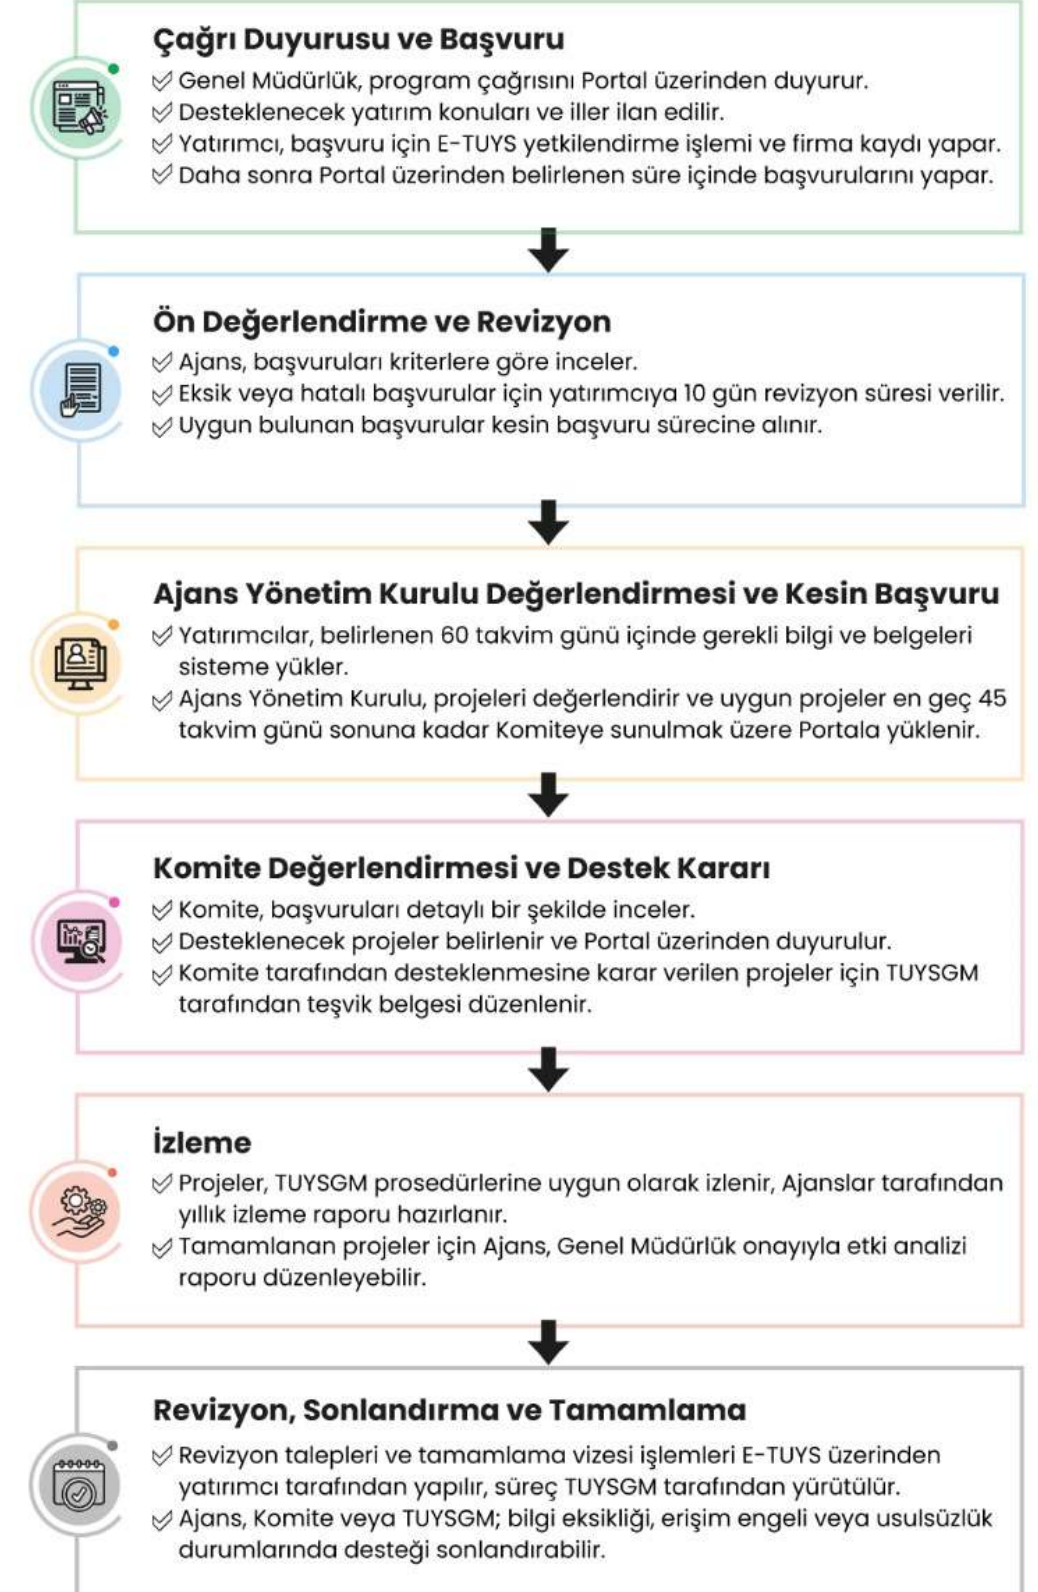 Çağrı Duyurusu ve Başvuru
Genel Müdürlük, program çağrısını Portal üzerinden duyurur.
Desteklenecek yatırım konuları ve iller ilan edilir.
Yatırımcı, başvuru için E-TUYS yetkilendirme işlemi ve firma kaydı yapar.
Daha sonra Portal üzerinden belirlenen süre içinde başvurularını yapar.
Ön Değerlendirme ve Revizyon
Ajans, başvuruları kriterlere göre inceler.
Eksik veya hatalı başvurular için yatırımcıya 10 gün revizyon süresi verilir.
Uygun bulunan başvurular kesin başvuru sürecine alınır.
Ajans Yönetim Kurulu Değerlendirmesi ve Kesin Başvuru
Yatırımcılar, belirlenen 60 takvim günü içinde gerekli bilgi ve belgeleri
sisteme yükler.
Ajans Yönetim Kurulu, projeleri değerlendirir ve uygun projeler en geç 45
takvim günü sonuna kadar Komiteye sunulmak üzere Portala yüklenir.
Komite Değerlendirmesi ve Destek Kararı
Komite, başvuruları detaylı bir şekilde inceler.
Desteklenecek projeler belirlenir ve Portal üzerinden duyurulur.
Komite tarafından desteklenmesine karar verilen projeler için TUYSGM
tarafından teşvik belgesi düzenlenir.
İzleme
Projeler, TUYSGM prosedürlerine uygun olarak izlenir, Ajanslar tarafından
yıllık izleme raporu hazırlanır.
Tamamlanan projeler için Ajans, Genel Müdürlük onayıyla etki analizi
raporu düzenleyebilir.
Revizyon, Sonlandırma ve Tamamlama
Revizyon talepleri ve tamamlama vizesi işlemleri E-TUYS üzerinden
yatırımcı tarafından yapılır, süreç TUYSGM tarafından yürütülür.
Ajans, Komite veya TUYSGM; bilgi eksikliği, erişim engeli veya usulsüzlük
durumlarında desteği sonlandırabilir.